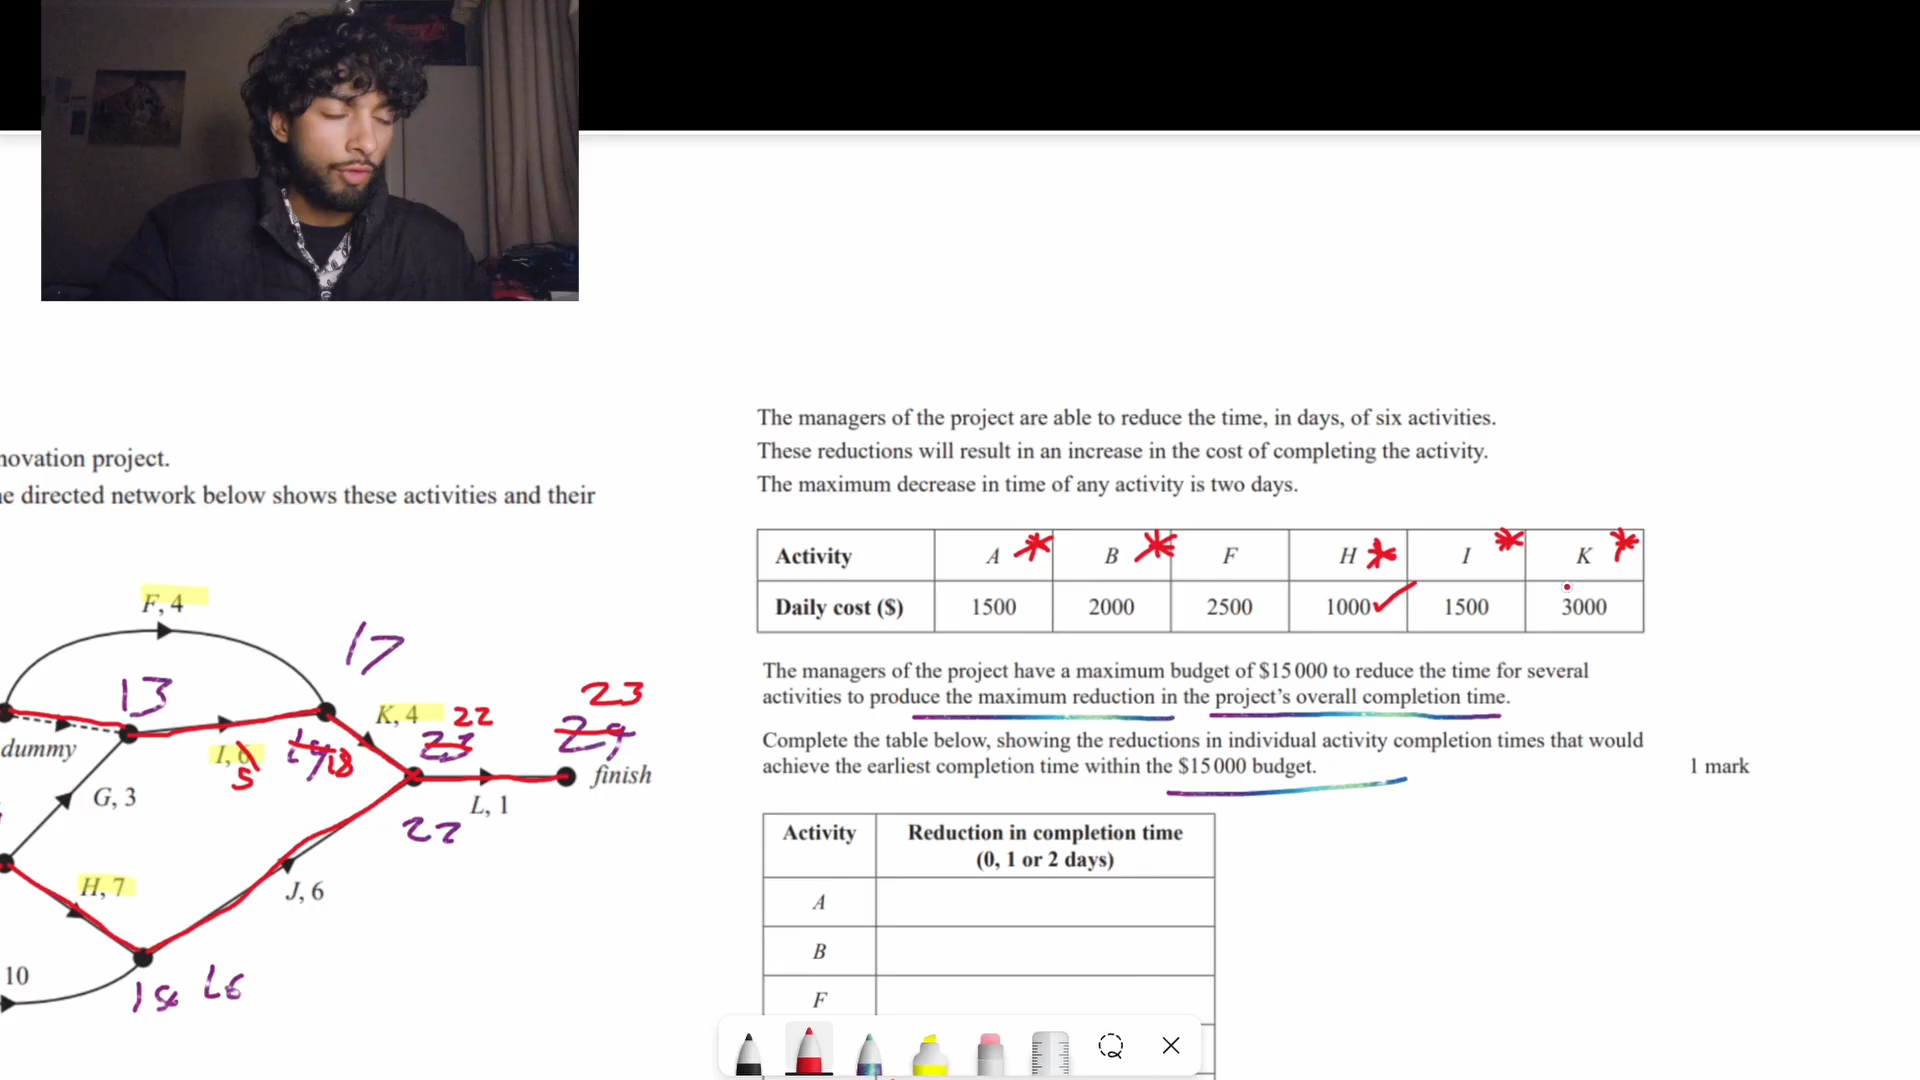 The managers of the project are able to reduce the time, in days, of six activities.
These reductions will result in an increase in the cost of completing the activity.
The maximum decrease in time of any activity is two days.
Activity A B F H I K
Daily cost ($) 1500 2000 2500 1000 1500 3000
The managers of the project have a maximum budget of $15 000 to reduce the time for several
activities to produce the maximum reduction in the project's overall completion time.
Complete the table below, showing the reductions in individual activity completion times that would
achieve the earliest completion time within the $15 000 budget.
1 mark
Activity Reduction in completion time
(0, 1 or 2 days)
A
B
F
novation project.
directed network below shows these activities and their
F, 4
17
13
23
K, 4 22
23
dummy
I, 6
5
18
finish
G, 3
L, 1
22
H, 7
J, 6
10
16